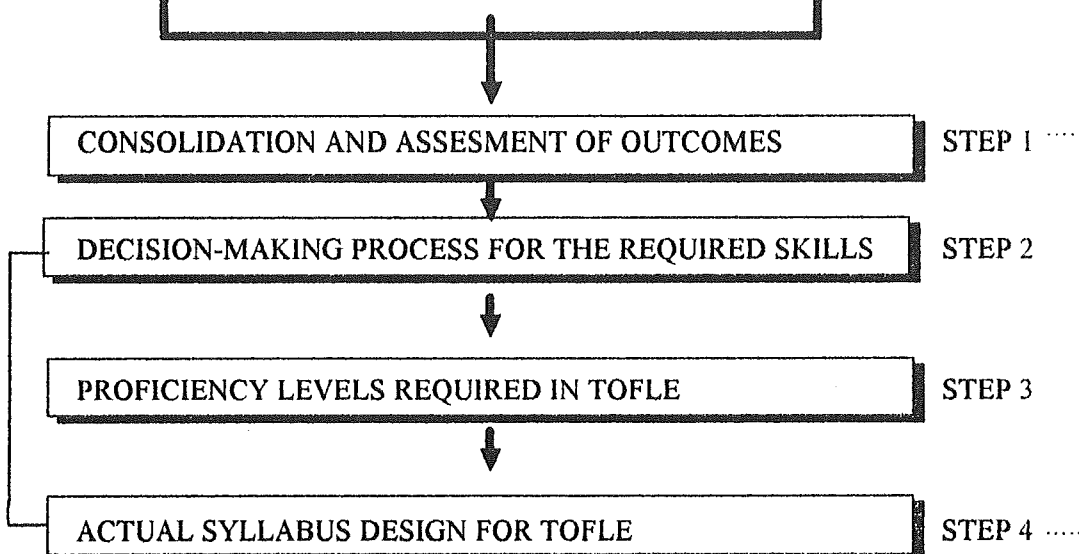 CONSOLIDATION AND ASSESMENT OF OUTCOMES STEP 1 ....
DECISION-MAKING PROCESS FOR THE REQUIRED SKILLS STEP 2
PROFICIENCY LEVELS REQUIRED IN TOFLE STEP 3
ACTUAL SYLLABUS DESIGN FOR TOFLE STEP 4 .....